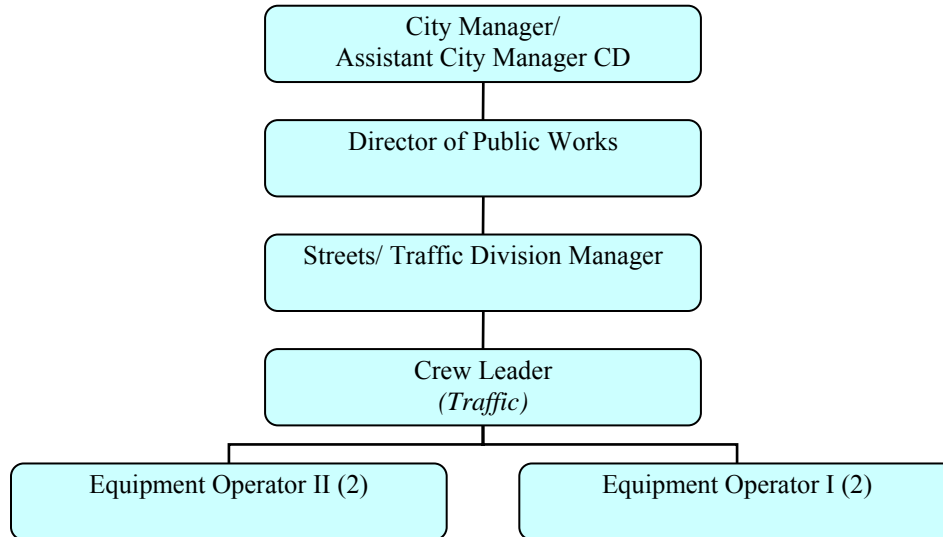 City Manager/
Assistant City Manager CD
Director of Public Works
Streets/ Traffic Division Manager
Crew Leader
(Traffic)
Equipment Operator II (2)
Equipment Operator I (2)